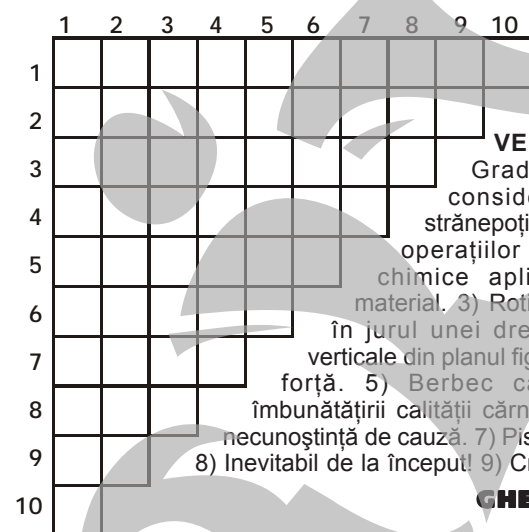 1 2 3 4 5 6 7 8 9 10
1
2
3
4
5
6
7
8
9
10
VE
Grad
consid
strănepoți
operațiilor
chimice apli
material. 3) Roti
în jurul unei dre
verticale din planul fig
forță. 5) Berbec ca
îmbunătățirii calității cărn
necunoştință de cauză. 7) Pis
8) Inevitabil de la început! 9) Cr
GHE